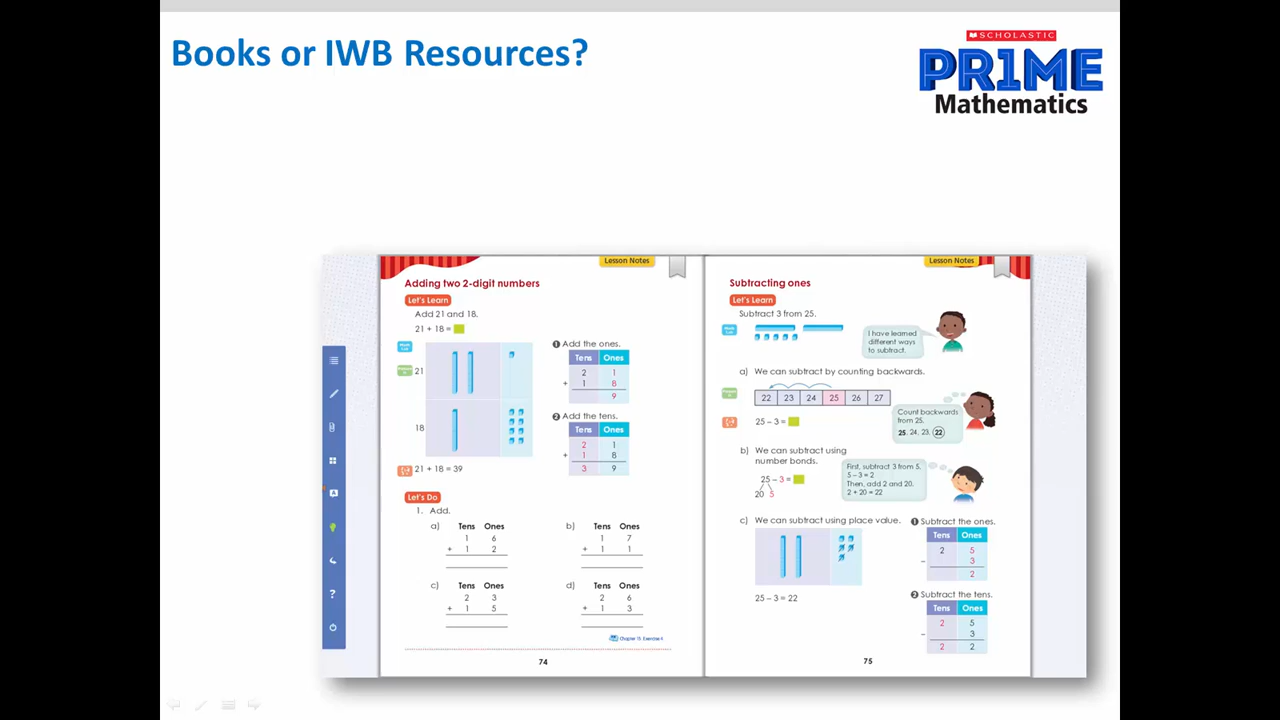 Books or IWB Resources?
SCHOLASTIC
PR1ME
Mathematics
Lesson Notes
Adding two 2-digit numbers
Let's Learn
Add 21 and 18.
21 + 18 =
21
18
21 + 18 = 39
❶ Add the ones.
Tens Ones
2 1
+ 1 8
9
❷ Add the tens.
Tens Ones
2 1
+ 1 8
3 9
Let's Do
1. Add.
a) Tens Ones
1 6
+ 1 2
b) Tens Ones
1 7
+ 1 1
c) Tens Ones
2 3
+ 1 5
d) Tens Ones
2 6
+ 1 3
Chapter 15: Exercise 4
74
Lesson Notes
Subtracting ones
Let's Learn
Subtract 3 from 25.
I have learned
different ways
to subtract.
a) We can subtract by counting backwards.
22 23 24 25 26 27
25 – 3 =
Count backwards
from 25.
25, 24, 23, 22
b) We can subtract using
number bonds.
25 – 3 =
20 5
First, subtract 3 from 5.
5 – 3 = 2
Then, add 2 and 20.
2 + 20 = 22
c) We can subtract using place value.
25 – 3 = 22
❶ Subtract the ones.
Tens Ones
2 5
– 3
2
❷ Subtract the tens.
Tens Ones
2 5
– 3
2 2
75